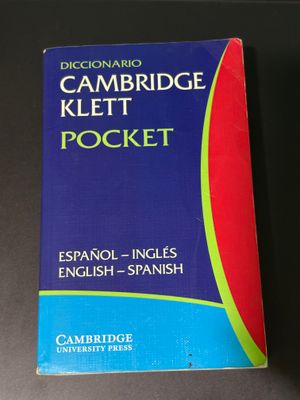 DICCIONARIO
CAMBRIDGE
KLETT
POCKET
ESPAÑOL – INGLÉS
ENGLISH – SPANISH
CAMBRIDGE
UNIVERSITY PRESS